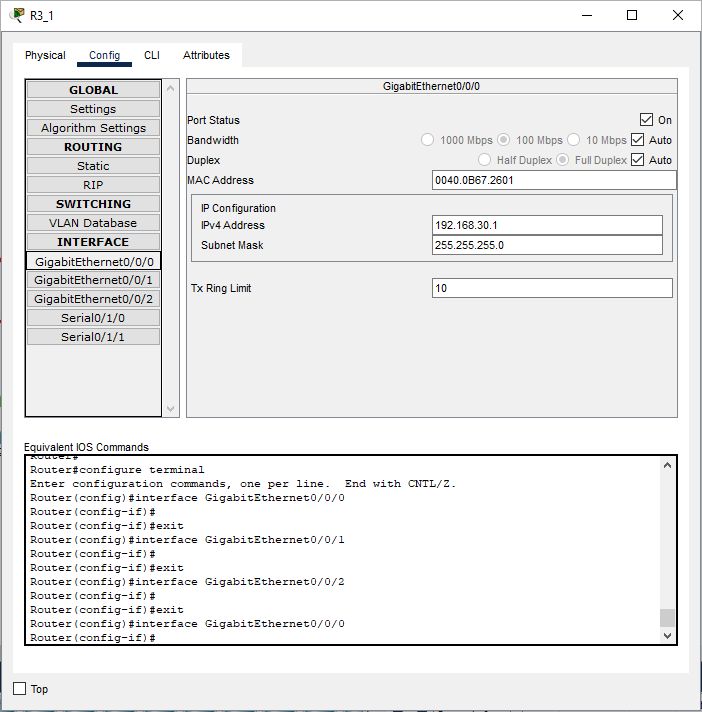 R3_1
Physical Config CLI Attributes
GLOBAL
Settings
Algorithm Settings
ROUTING
Static
RIP
SWITCHING
VLAN Database
INTERFACE
GigabitEthernet0/0/0
GigabitEthernet0/0/1
GigabitEthernet0/0/2
Serial0/1/0
Serial0/1/1
GigabitEthernet0/0/0
Port Status On
Bandwidth 1000 Mbps 100 Mbps 10 Mbps Auto
Duplex Half Duplex Full Duplex Auto
MAC Address 0040.0B67.2601
IP Configuration
IPv4 Address 192.168.30.1
Subnet Mask 255.255.255.0
Tx Ring Limit 10
Equivalent IOS Commands
Router#
Router#configure terminal
Enter configuration commands, one per line.  End with CNTL/Z.
Router(config)#interface GigabitEthernet0/0/0
Router(config-if)#
Router(config-if)#exit
Router(config)#interface GigabitEthernet0/0/1
Router(config-if)#
Router(config-if)#exit
Router(config)#interface GigabitEthernet0/0/2
Router(config-if)#
Router(config-if)#exit
Router(config)#interface GigabitEthernet0/0/0
Router(config-if)#
Top